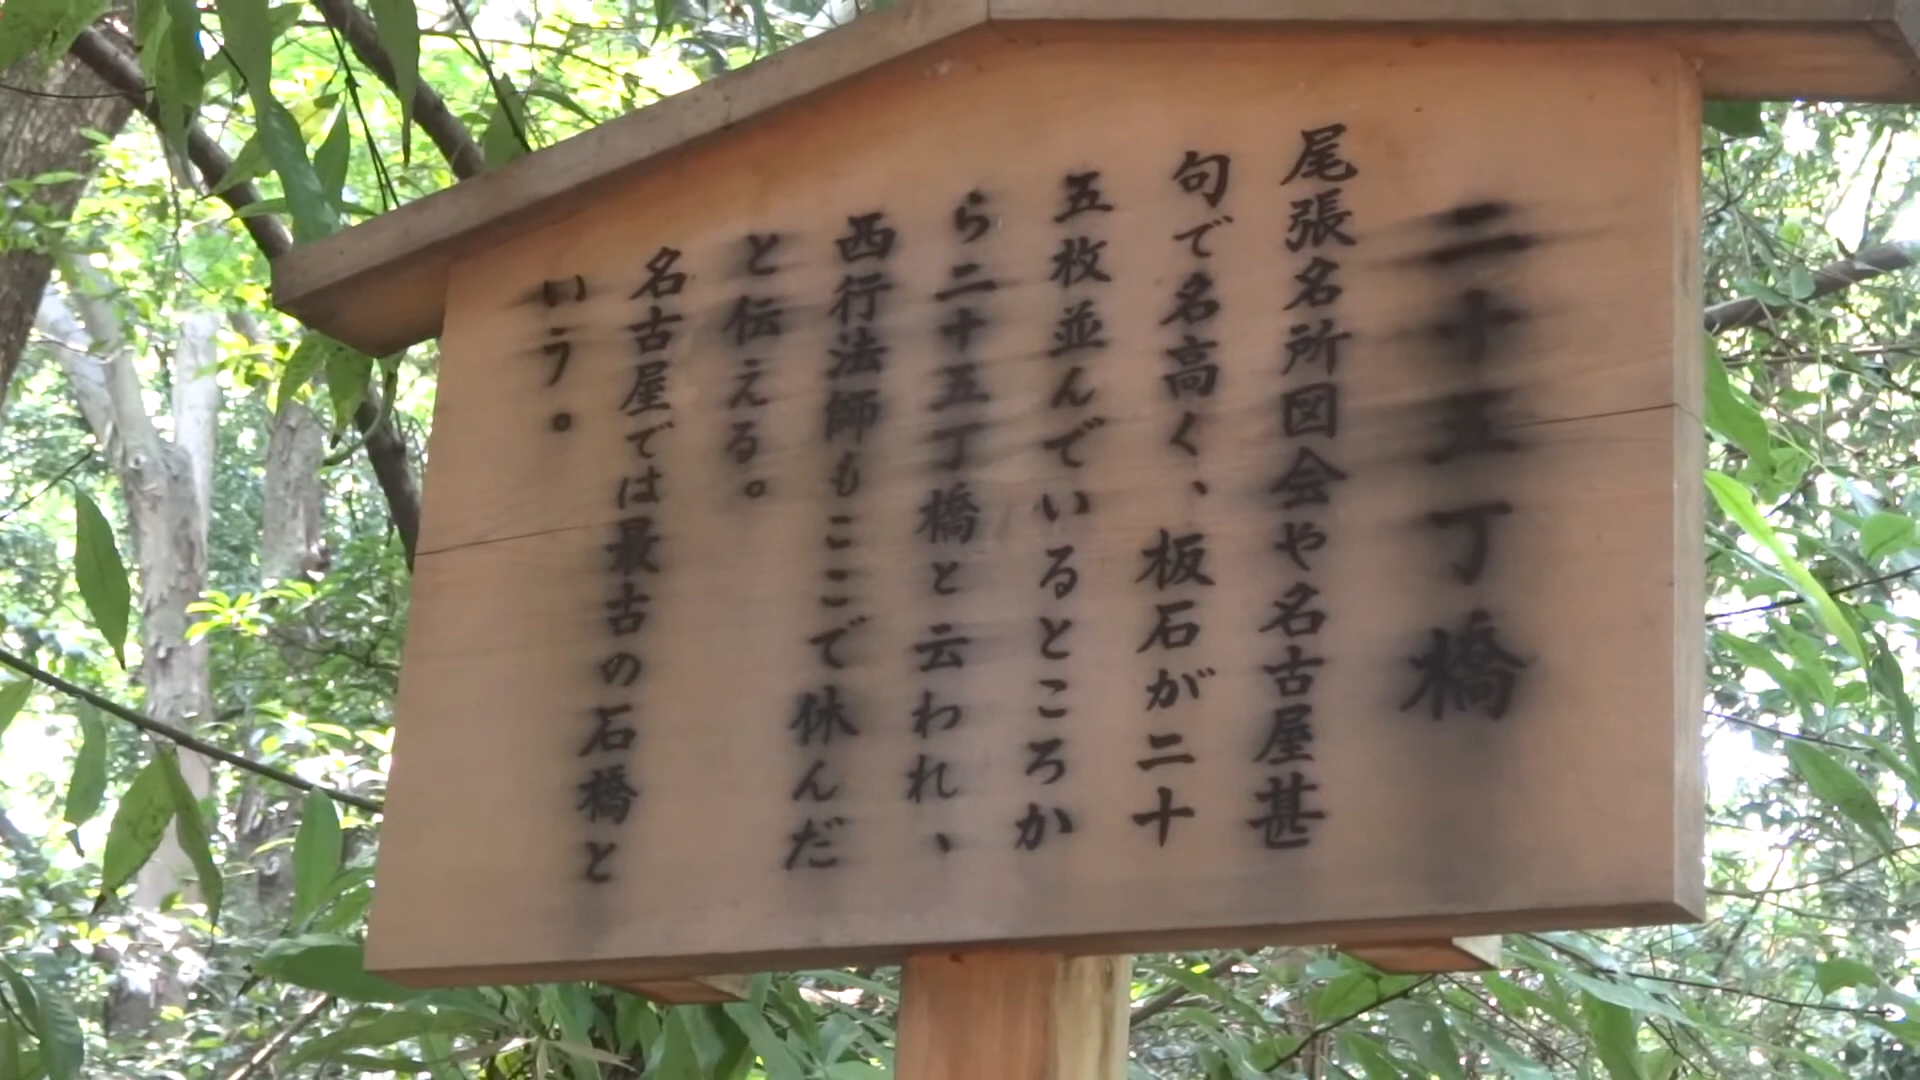 二十五丁橋
尾張名所図会や名古屋甚
句で名高く、板石が二十
五枚並んでいるところか
ら二十五丁橋と云われ、
西行法師もここで休んだ
と伝える。
名古屋では最古の石橋と
いう。